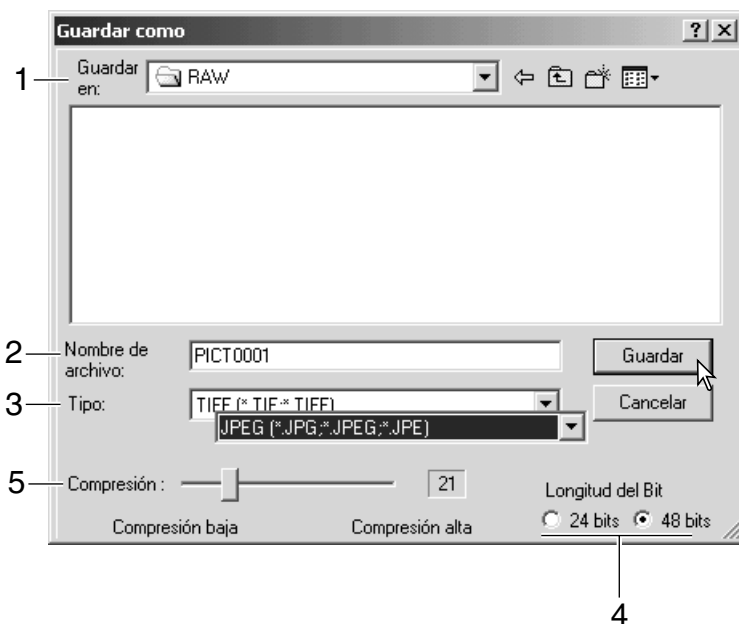 Guardar como
1
Guardar en:
RAW
2
Nombre de archivo:
PICT0001
Guardar
3
Tipo:
TIFF (*.TIF;*.TIFF)
Cancelar
JPEG (*.JPG;*.JPEG;*.JPE)
5
Compresión :
21
Longitud del Bit
Compresión baja
Compresión alta
24 bits
48 bits
4